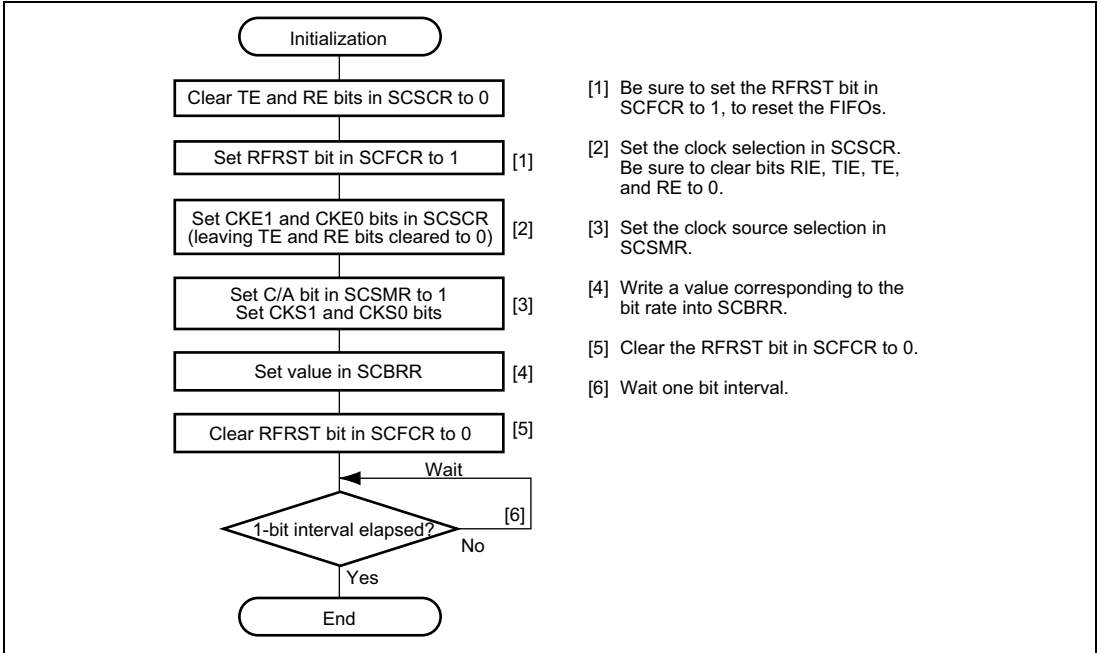 Initialization
Clear TE and RE bits in SCSCR to 0
Set RFRST bit in SCFCR to 1
[1]
Set CKE1 and CKE0 bits in SCSCR
(leaving TE and RE bits cleared to 0)
[2]
Set C/A bit in SCSMR to 1
Set CKS1 and CKS0 bits
[3]
Set value in SCBRR
[4]
Clear RFRST bit in SCFCR to 0
[5]
Wait
1-bit interval elapsed?
[6]
No
Yes
End
[1] Be sure to set the RFRST bit in
SCFCR to 1, to reset the FIFOs.
[2] Set the clock selection in SCSCR.
Be sure to clear bits RIE, TIE, TE,
and RE to 0.
[3] Set the clock source selection in
SCSMR.
[4] Write a value corresponding to the
bit rate into SCBRR.
[5] Clear the RFRST bit in SCFCR to 0.
[6] Wait one bit interval.